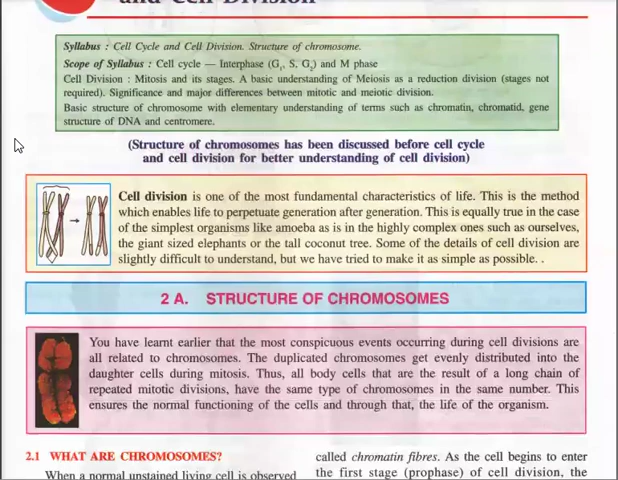 and Cell Division
Syllabus : Cell Cycle and Cell Division. Structure of chromosome.
Scope of Syllabus : Cell cycle — Interphase (G₁, S, G₂) and M phase
Cell Division : Mitosis and its stages. A basic understanding of Meiosis as a reduction division (stages not
required). Significance and major differences between mitotic and meiotic division.
Basic structure of chromosome with elementary understanding of terms such as chromatin, chromatid, gene
structure of DNA and centromere.
(Structure of chromosomes has been discussed before cell cycle
and cell division for better understanding of cell division)
Cell division is one of the most fundamental characteristics of life. This is the method
which enables life to perpetuate generation after generation. This is equally true in the case
of the simplest organisms like amoeba as is in the highly complex ones such as ourselves,
the giant sized elephants or the tall coconut tree. Some of the details of cell division are
slightly difficult to understand, but we have tried to make it as simple as possible. .
2 A. STRUCTURE OF CHROMOSOMES
You have learnt earlier that the most conspicuous events occurring during cell divisions are
all related to chromosomes. The duplicated chromosomes get evenly distributed into the
daughter cells during mitosis. Thus, all body cells that are the result of a long chain of
repeated mitotic divisions, have the same type of chromosomes in the same number. This
ensures the normal functioning of the cells and through that, the life of the organism.
2.1 WHAT ARE CHROMOSOMES?
When a normal unstained living cell is observed
called chromatin fibres. As the cell begins to enter
the first stage (prophase) of cell division, the